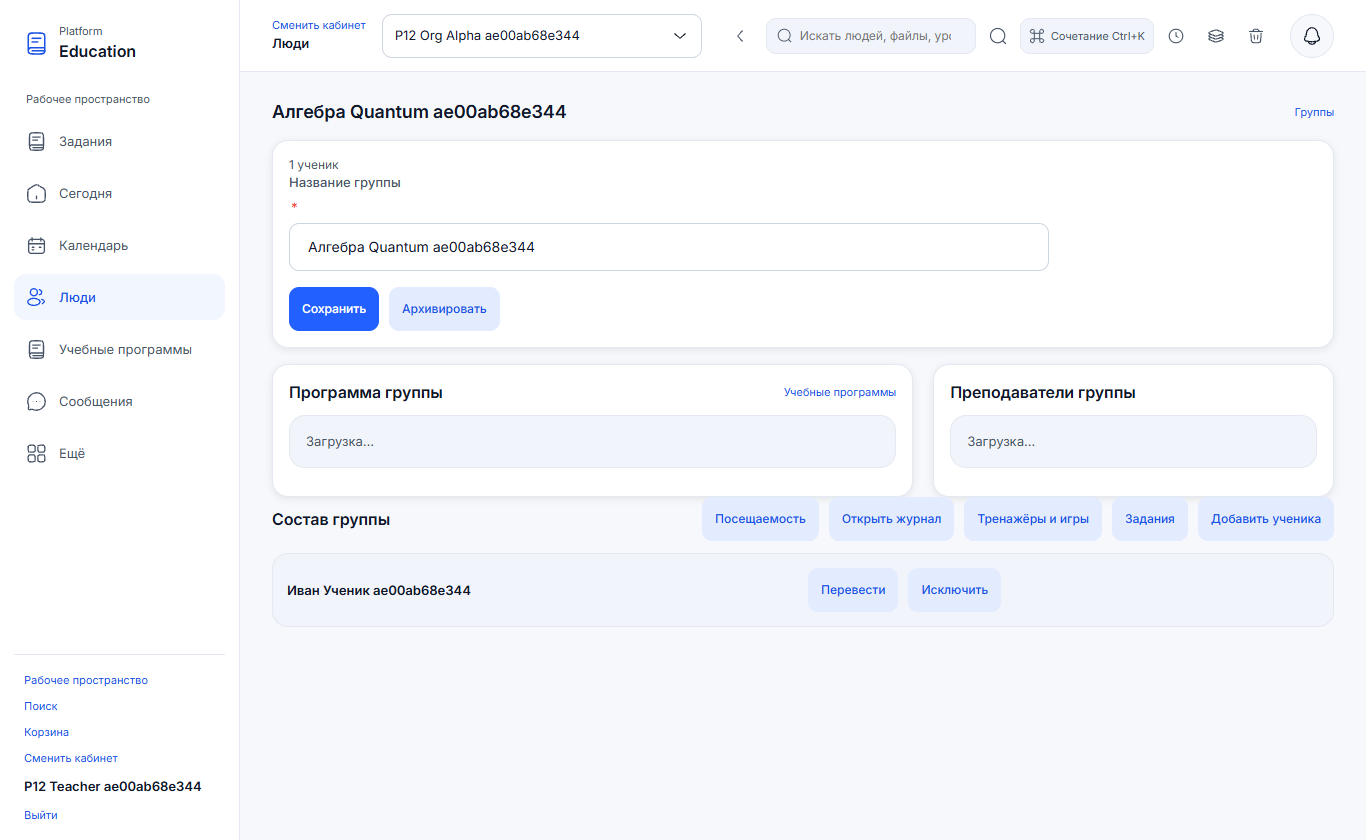 Platform
Education
Рабочее пространство
Задания
Сегодня
Календарь
Люди
Учебные программы
Сообщения
Ещё
Рабочее пространство
Поиск
Корзина
Сменить кабинет
P12 Teacher ae00ab68e344
Выйти
Сменить кабинет
Люди
P12 Org Alpha ae00ab68e344
Искать людей, файлы, уро
Сочетание Ctrl+K
Алгебра Quantum ae00ab68e344
Группы
1 ученик
Название группы
*
Алгебра Quantum ae00ab68e344
Сохранить
Архивировать
Программа группы
Учебные программы
Загрузка...
Преподаватели группы
Загрузка...
Состав группы
Посещаемость
Открыть журнал
Тренажёры и игры
Задания
Добавить ученика
Иван Ученик ae00ab68e344
Перевести
Исключить